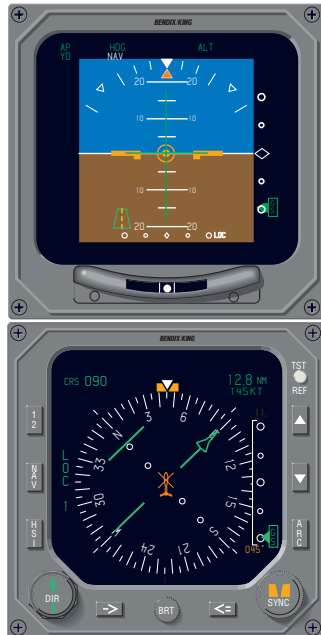 BENDIX/KING
AP HDG ALT
YD NAV
20 20
10 10
10 10
20 20
LOC
BENDIX/KING
CRS 090
12.8 NM
145KT
TST
REF
1
2
NAV
HSI
ARC
LOC 1
N 3 6 12 15 S 21 24 W 30 33
045°
DIR
->
BRT
<=
SYNC